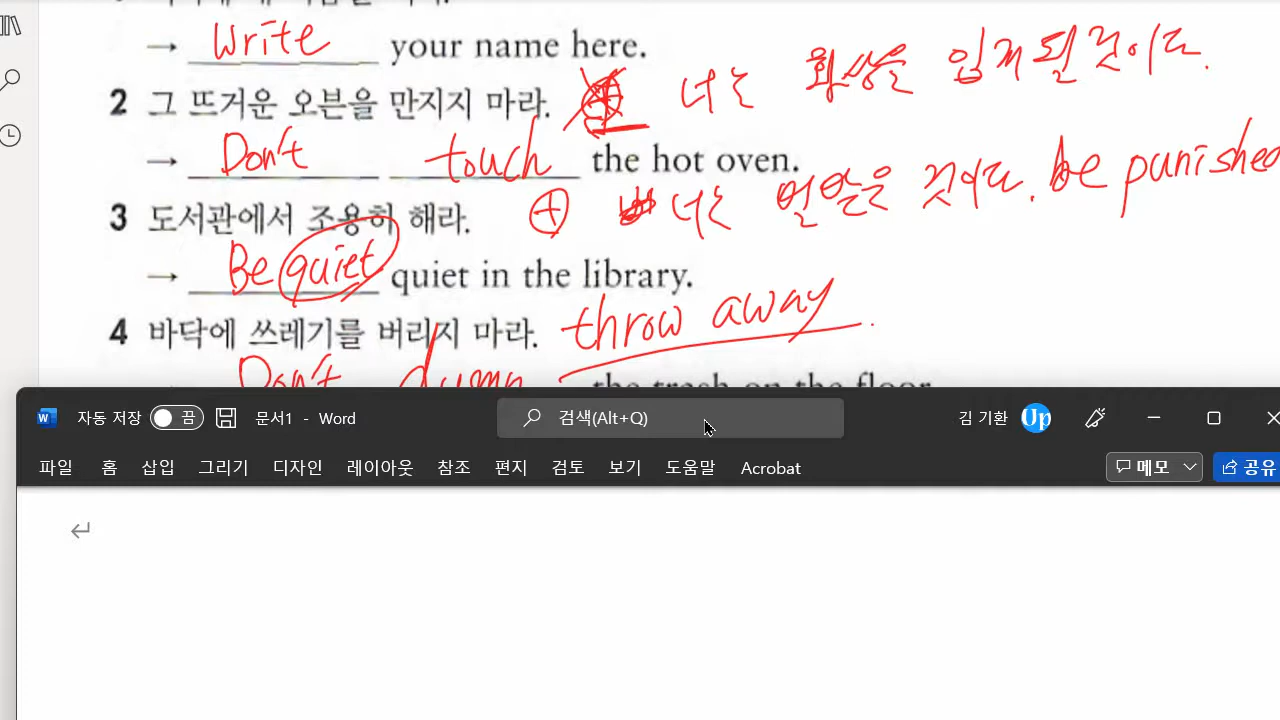 → Write your name here.
2 그 뜨거운 오븐을 만지지 마라. 너는 화상을 입게 될 것이다.
→ Don't touch the hot oven.
3 도서관에서 조용히 해라. + 너는 벌받을 것이다. be punished
→ Be quiet quiet in the library.
4 바닥에 쓰레기를 버리지 마라. throw away
Don't dump the trash on the floor
자동 저장 끔 문서1 - Word 검색(Alt+Q) 김 기환 Up
파일 홈 삽입 그리기 디자인 레이아웃 참조 편지 검토 보기 도움말 Acrobat 메모 공유